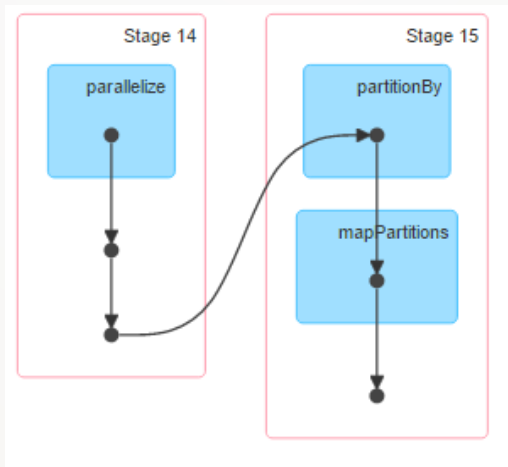 Stage 14
parallelize
Stage 15
partitionBy
mapPartitions